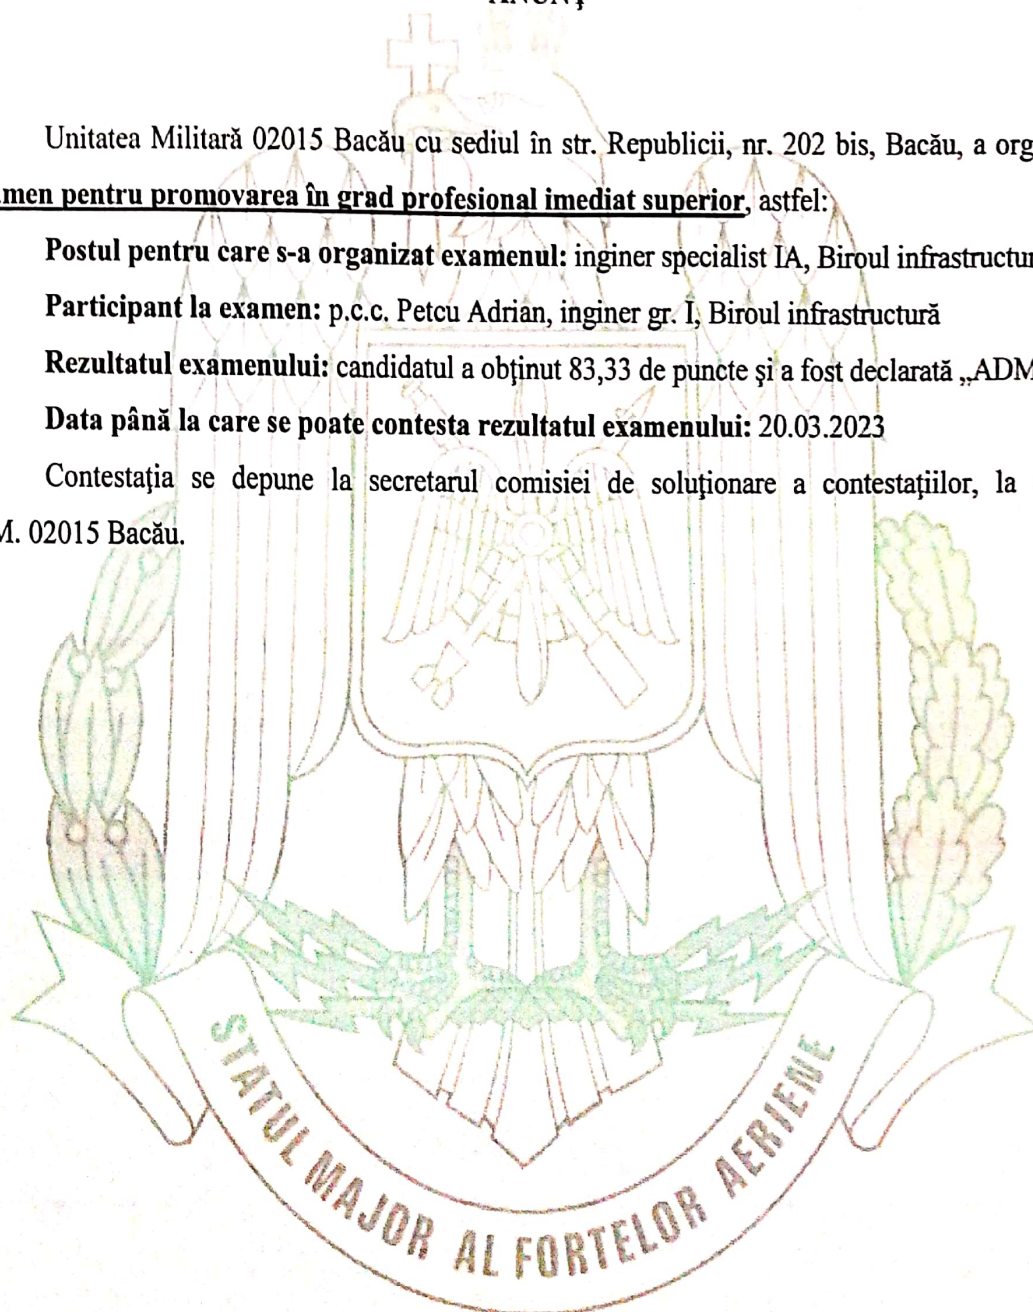 ANUNŢ
Unitatea Militară 02015 Bacău cu sediul în str. Republicii, nr. 202 bis, Bacău, a org
men pentru promovarea în grad profesional imediat superior, astfel:
Postul pentru care s-a organizat examenul: inginer specialist IA, Biroul infrastructur
Participant la examen: p.c.c. Petcu Adrian, inginer gr. I, Biroul infrastructură
Rezultatul examenului: candidatul a obţinut 83,33 de puncte şi a fost declarată „ADM
Data până la care se poate contesta rezultatul examenului: 20.03.2023
Contestaţia se depune la secretarul comisiei de soluţionare a contestaţiilor, la
M. 02015 Bacău.
STATUL MAJOR AL FORTELOR AERIENE